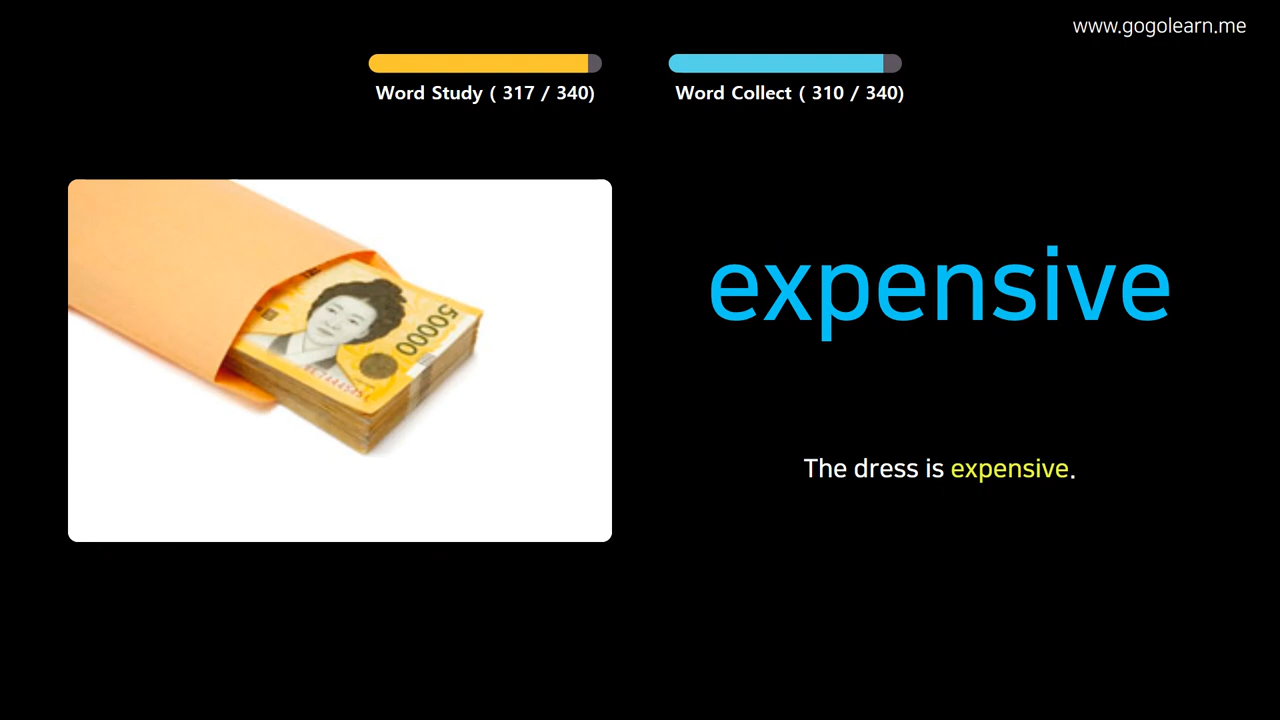 www.gogolearn.me
Word Study ( 317 / 340)
Word Collect ( 310 / 340)
50000
expensive
The dress is expensive.